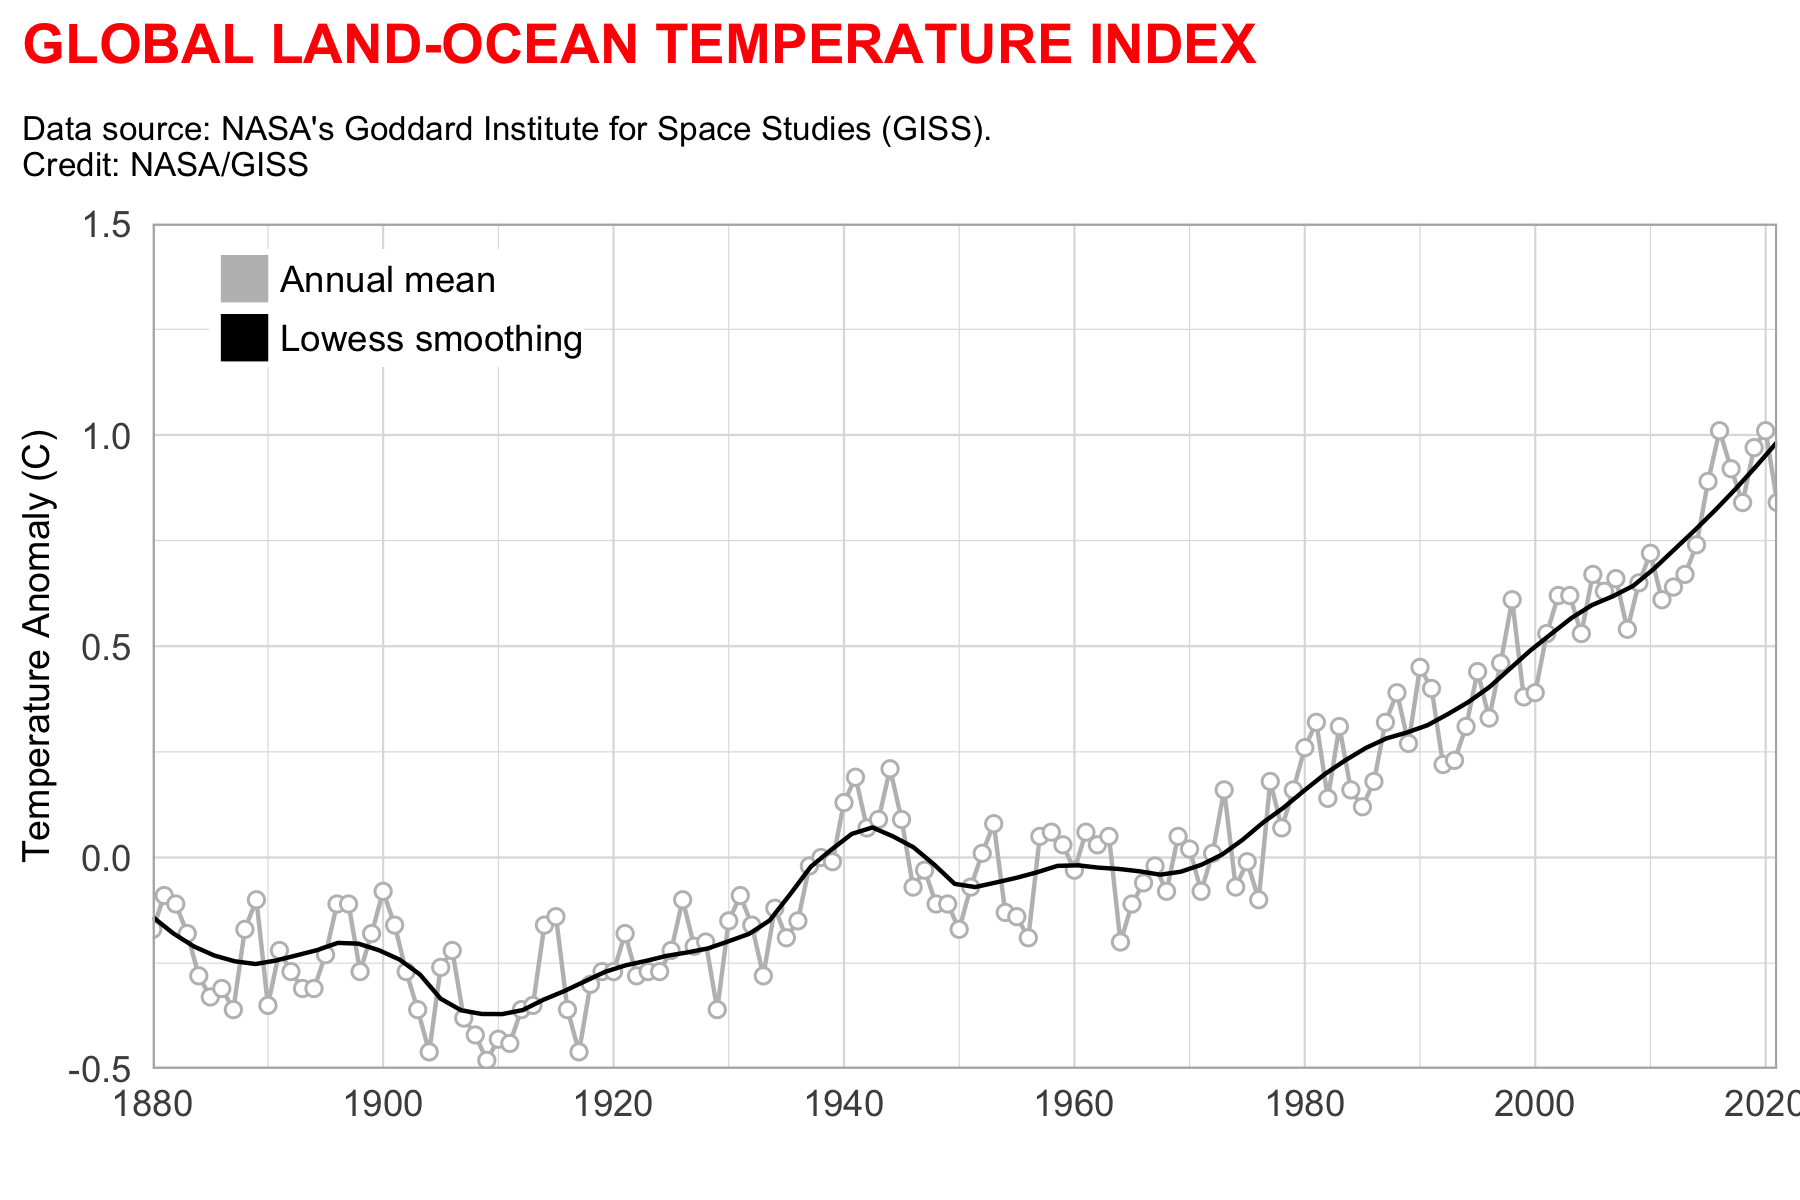 GLOBAL LAND-OCEAN TEMPERATURE INDEX
Data source: NASA's Goddard Institute for Space Studies (GISS).
Credit: NASA/GISS
1.5
1.0
0.5
0.0
-0.5
Temperature Anomaly (C)
Annual mean
Lowess smoothing
1880 1900 1920 1940 1960 1980 2000 2020